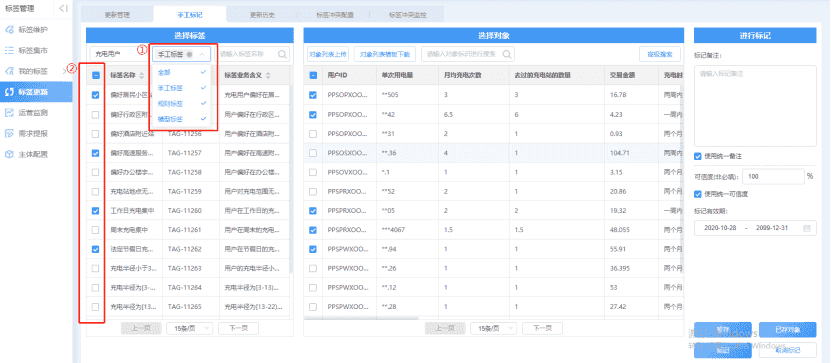 标签管理
更新管理
手工标记
更新历史
标签冲突配置
标签冲突监控
标签维护
标签集市
我的标签
标签更新
运营监测
需求提报
主体配置
选择标签
充电用户
①
手工标签
请输入标签名称
②
全部
手工标签
规则标签
模型标签
标签名称
标签业务含义
偏好居民小区...
充电用户偏好在居...
偏好行政区附...
用户偏好在行政区...
偏好酒店附近站
TAG-11256
用户偏好在酒店附...
偏好高速服务...
TAG-11257
用户偏好在高速附...
偏好办公楼宇...
TAG-11258
用户偏好在办公楼...
充电站地点无...
TAG-11259
用户对充电范围无...
工作日充电集中
TAG-11260
用户在工作日的充...
周末充电集中
TAG-11261
用户在周末的充电...
法定节假日充...
TAG-11262
用户在节假日的充...
充电半径小于3...
TAG-11263
用户的充电半径小...
充电半径为[3-...
TAG-11264
充电半径为[3-13)...
充电半径为[13...
TAG-11265
充电半径为[13-22)...
上一页
15条/页
下一页
选择对象
对象列表上传
对象列表模板下载
请输入对象标识进行搜索
高级搜索
用户ID
单次用电量
月均充电次数
去过的充电站的数量
交易金额
充电时
PPSOPXOO...
**505
3
3
16.78
两周内
PPSOPXOO...
**42
6.5
6
4.23
一周内
PPSOPXOO...
**31
2
1
0.93
两个月
PPSOSXOO...
**.36
4
1
104.71
两周内
PPSOVXOO...
*.1
1
1
3.15
两个月
PPSPRXOO...
**52
2
1
20.86
两个月
PPSPRXOO...
**05
2
2
19.32
一周内
PPSPRXOO...
***4067
1.5
1.5
48.055
两个月
PPSPWXO...
**.94
1
1
55.91
两个月
PPSPWXO...
**.26
1
1
36.395
两个月
PPSPWXO...
**.12
1
1
53
两个月
PPSPWXO...
**.28
1
1
27.42
两个月
上一页
15条/页
下一页
进行标记
标记备注:
请输入标记备注
使用统一备注
可信度(非必填):
100
%
使用统一可信度
标记有效期:
2020-10-28 - 2099-12-31
暂存
已存对象
标记
取消标记